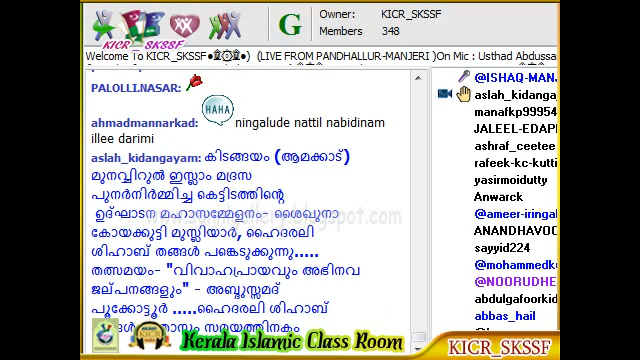 Owner: KICR_SKSSF
Members 348
G
KICR_SKSSF
Welcome To KICR_SKSSF●۩۞۩●) (LIVE FROM PANDHALLUR-MANJERI )On Mic : Usthad Abdussa
PALOLLI.NASAR:
HAHA
ahmadmannarkad: ningalude nattil nabidinam
illee darimi
aslah_kidangayam: കിടങ്ങയം (ആമക്കാട്)
മുനവ്വിറുൽ ഇസ്ലാം മദ്രസ
പുനർനിർമ്മിച്ച കെട്ടിടത്തിന്റെ
ഉദ്ഘാടന മഹാസമ്മേളനം- ശൈഖുനാ
കോയക്കുട്ടി മുസ്ലിയാർ, ഹൈദരലി
ശിഹാബ് തങ്ങൾ പങ്കെടുക്കുന്നു.....
തത്സമയം- "വിവാഹപ്രായവും അഭിനവ
ജല്പനങ്ങളും" - അബ്ദുസ്സമദ്
പൂക്കോട്ടൂർ .....ഹൈദരലി ശിഹാബ്
@ISHAQ-MANJ
aslah_kidangay
manafkp99954
JALEEL-EDAP
ashraf_ceetee
rafeek-kc-kutti
yasirmoidutty
Anwarck
@ameer-iringal
ANANDHAVOO
sayyid224
@mohammedku
@NOORUDHE
abdulgafoorkid
abbas_hail
Kerala Islamic Class Room
KICR_SKSSF